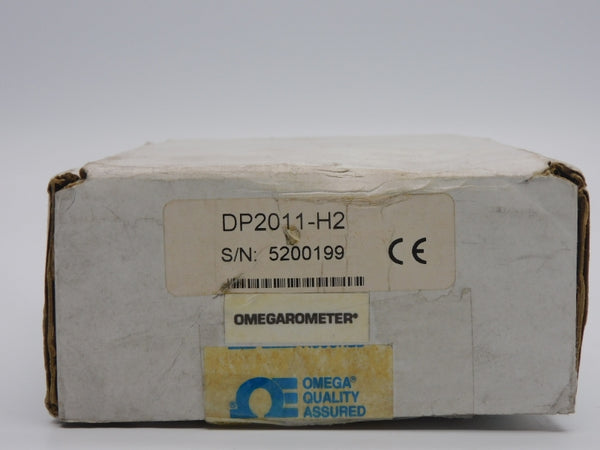 DP2011-H2
S/N: 5200199
CE
OMEGAROMETER®
OMEGA®
QUALITY
ASSURED